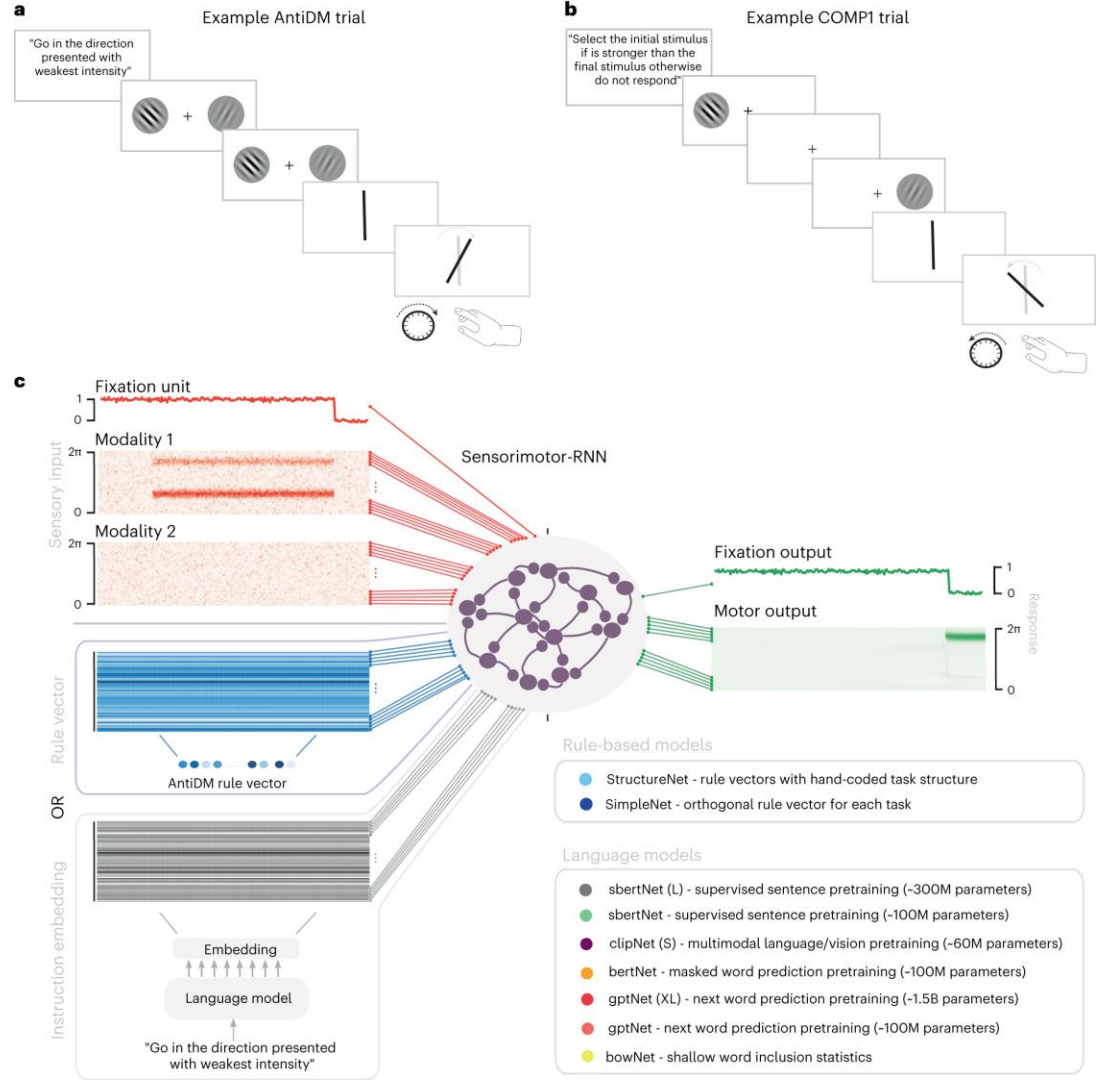 a
Example AntiDM trial
"Go in the direction
presented with
weakest intensity"
+
+
b
Example COMP1 trial
"Select the initial stimulus
if is stronger than the
final stimulus otherwise
do not respond"
+
+
+
c
Fixation unit
1
0
Sensory input
Modality 1
2π
0
Modality 2
2π
0
Sensorimotor-RNN
Fixation output
1
0
Motor output
2π
0
Response
Rule vector
AntiDM rule vector
OR
Instruction embedding
Embedding
Language model
"Go in the direction presented
with weakest intensity"
Rule-based models
StructureNet - rule vectors with hand-coded task structure
SimpleNet - orthogonal rule vector for each task
Language models
sbertNet (L) - supervised sentence pretraining (~300M parameters)
sbertNet - supervised sentence pretraining (~100M parameters)
clipNet (S) - multimodal language/vision pretraining (~60M parameters)
bertNet - masked word prediction pretraining (~100M parameters)
gptNet (XL) - next word prediction pretraining (~1.5B parameters)
gptNet - next word prediction pretraining (~100M parameters)
bowNet - shallow word inclusion statistics